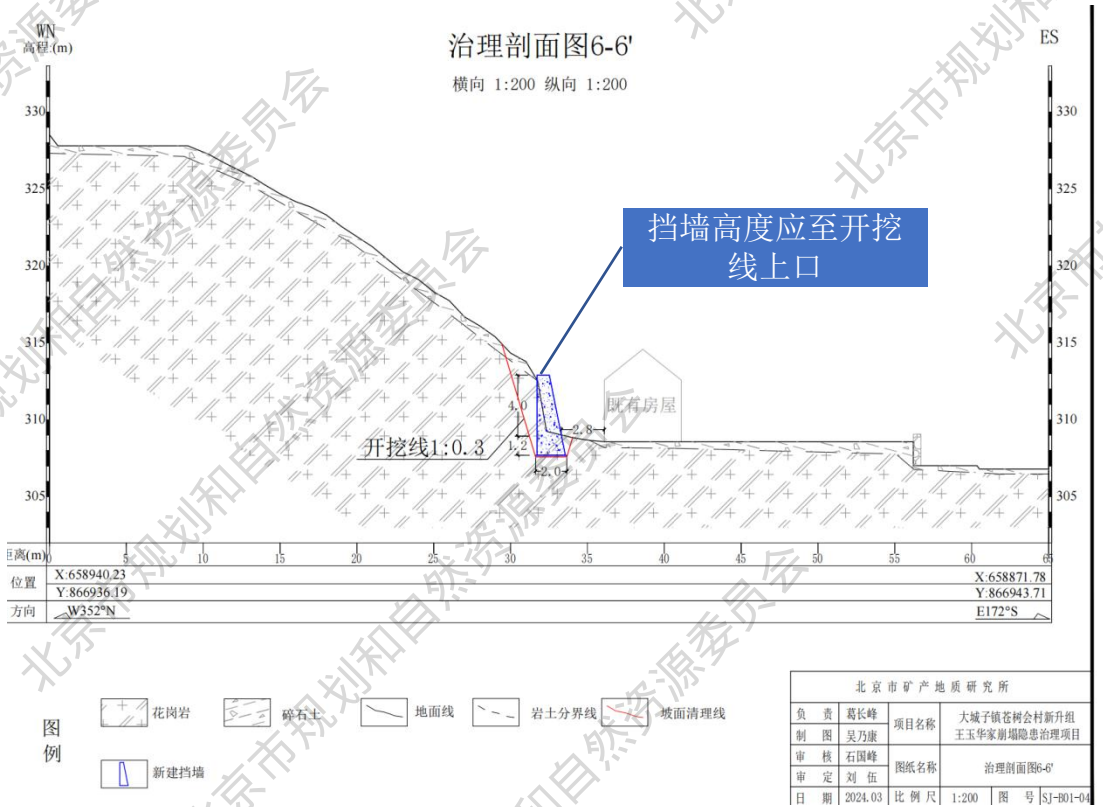 WN
高程:(m)
治理剖面图6-6'
ES
横向 1:200 纵向 1:200
330
330
325
325
挡墙高度应至开挖
线上口
320
320
315
315
4.0
既有房屋
310
310
2.8
开挖线1:0.3
1.2
2.0
305
305
距离(m)
0 5 10 15 20 25 30 35 40 45 50 55 60 65
位置
X:658940.23
X:658871.78
Y:866936.19
Y:866943.71
方向
W352°N
E172°S
图例
花岗岩
碎石土
地面线
岩土分界线
坡面清理线
新建挡墙
北京市矿产地质研究所
负责 葛长峰 项目名称 大城子镇苍树会村新升组
制图 吴乃康 王玉华家崩塌隐患治理项目
审核 石国峰 图纸名称 治理剖面图6-6'
审定 刘伍
日期 2024.03 比例尺 1:200 图号 SJ-B01-04
北京市规划和自然资源委员会